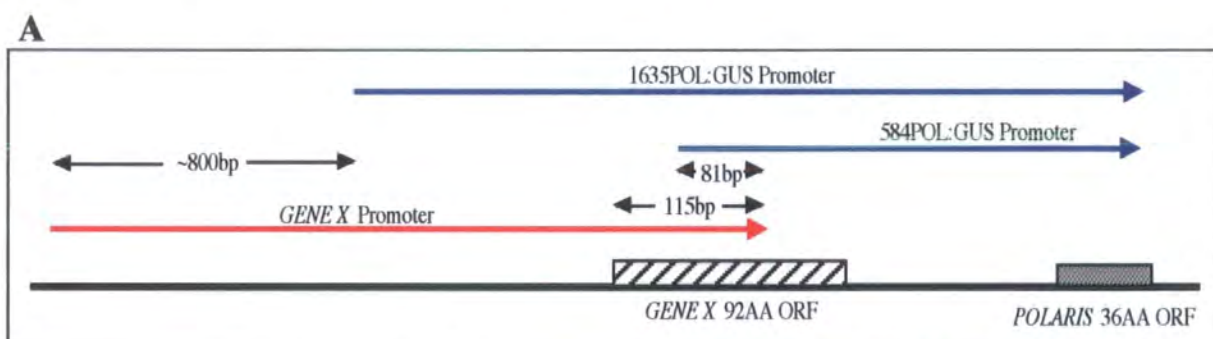 A
1635POL:GUS Promoter
584POL:GUS Promoter
~800bp
81bp
115bp
GENE X Promoter
GENE X 92AA ORF
POLARIS 36AA ORF